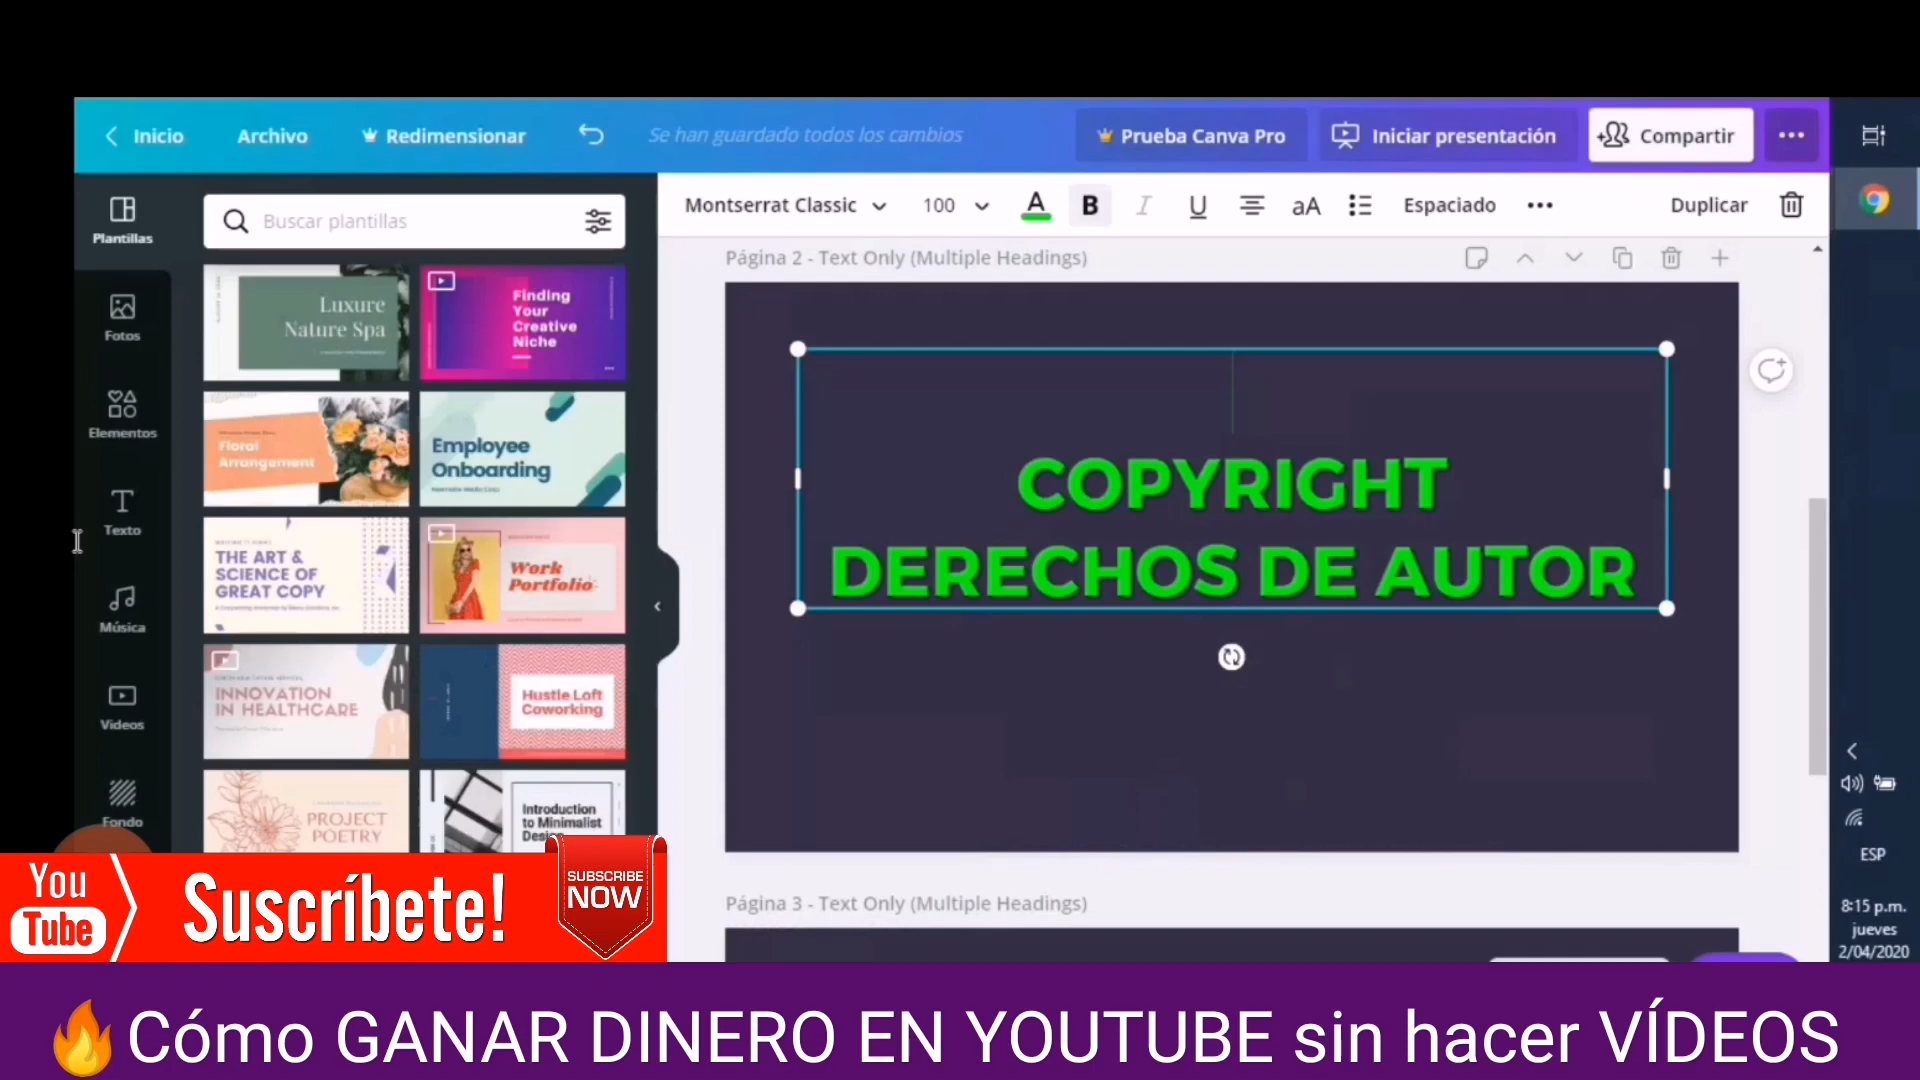 Inicio
Archivo
Redimensionar
Se han guardado todos los cambios
Prueba Canva Pro
Iniciar presentación
Compartir
Plantillas
Buscar plantillas
Montserrat Classic
100
A
B
I
U
aA
Espaciado
Duplicar
Fotos
Elementos
Texto
Música
Videos
Fondo
Luxure
Nature Spa
Finding
Your
Creative
Niche
Floral
Arrangement
Employee
Onboarding
THE ART &
SCIENCE OF
GREAT COPY
Work
Portfolio
INNOVATION
IN HEALTHCARE
Hustle Loft
Coworking
PROJECT
POETRY
Introduction
to Minimalist
Design
Página 2 - Text Only (Multiple Headings)
COPYRIGHT
DERECHOS DE AUTOR
Página 3 - Text Only (Multiple Headings)
ESP
8:15 p.m.
jueves
2/04/2020
You
Tube
Suscríbete!
SUBSCRIBE
NOW
Cómo GANAR DINERO EN YOUTUBE sin hacer VÍDEOS